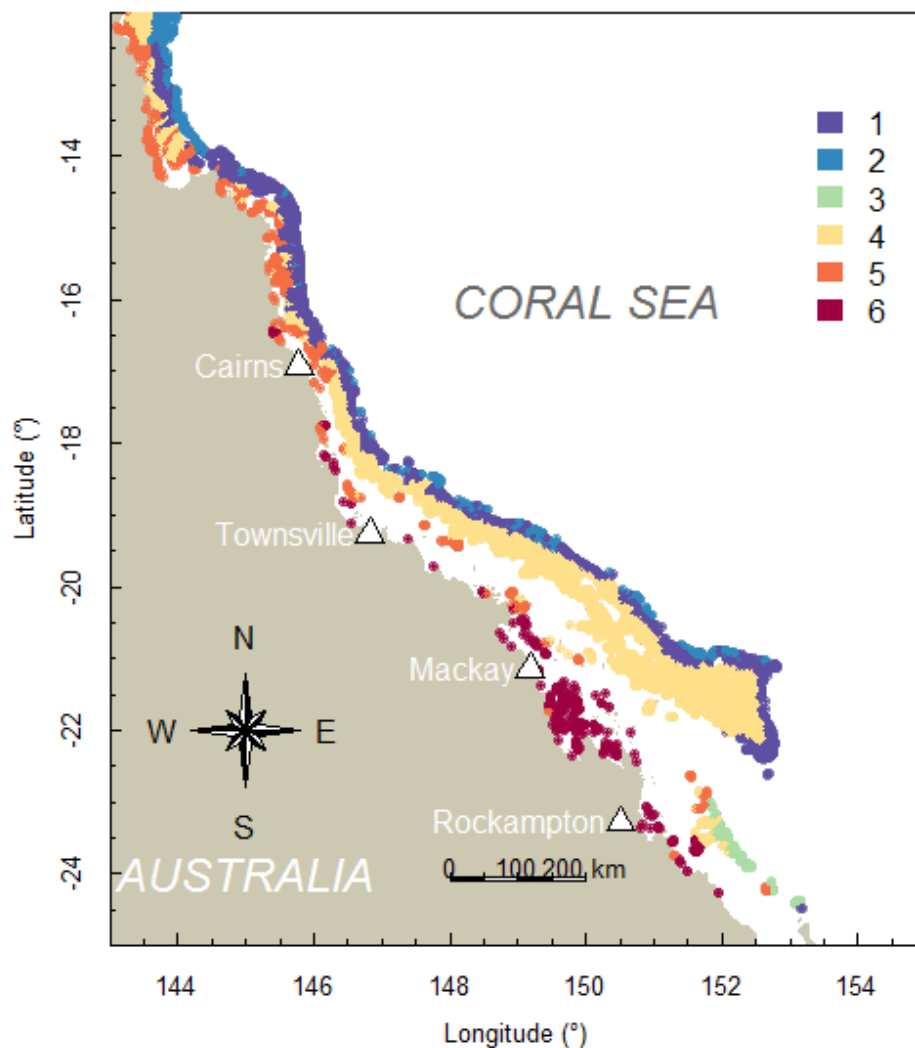 1
2
3
4
5
6
CORAL SEA
Cairns
Townsville
Mackay
Rockampton
N
W E
S
AUSTRALIA
0 100 200 km
-14
-16
-18
-20
-22
-24
Latitude (°)
144 146 148 150 152 154
Longitude (°)